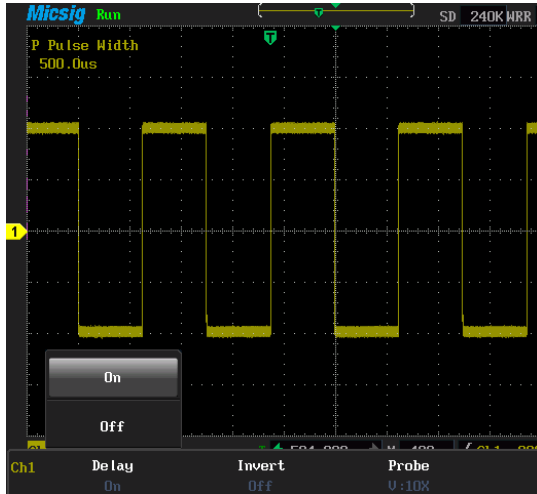 Micsig Run SD 240K WRR
T
T
P Pulse Width
500.0us
1
On
Off
Ch1 Delay Invert Probe
On Off V:10X